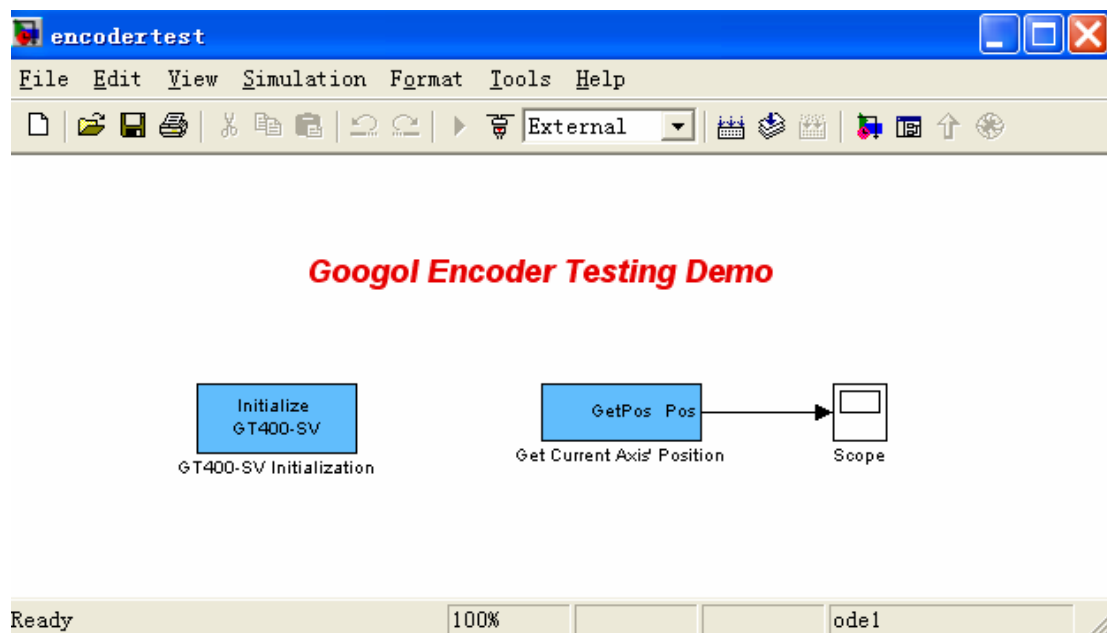 encodertest
File Edit View Simulation Format Tools Help
External
Googol Encoder Testing Demo
Initialize
GT400-SV
GT400-SV Initialization
GetPos Pos
Get Current Axis' Position
Scope
Ready 100% ode1